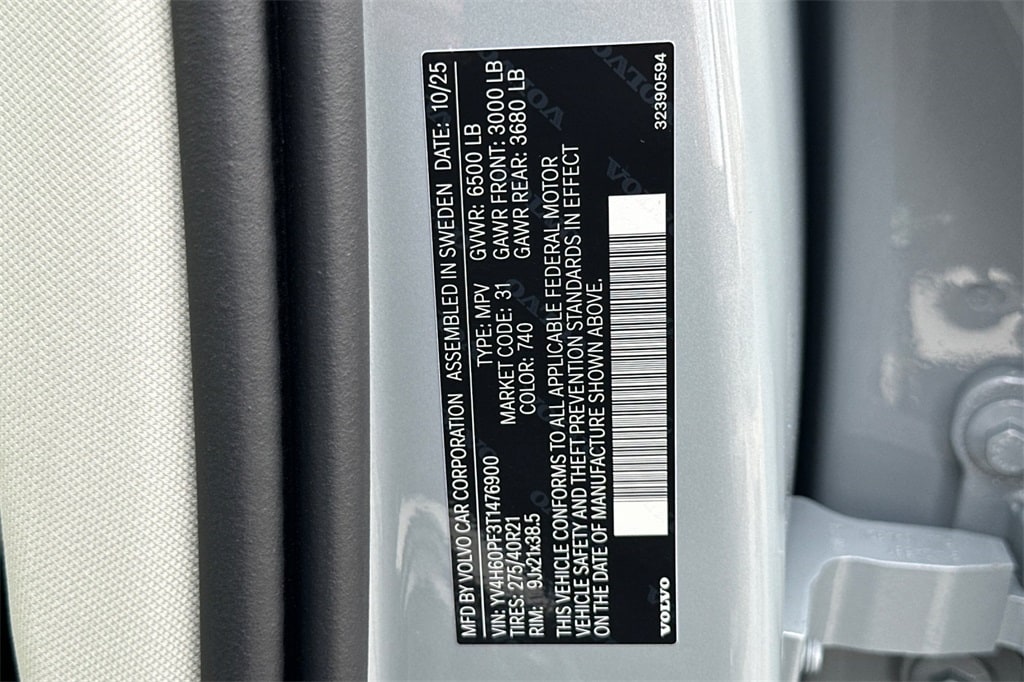 MFD BY VOLVO CAR CORPORATION ASSEMBLED IN SWEDEN DATE: 10/25
VIN: YV4H60PF3T1476900 TYPE: MPV GVWR: 6500 LB
TIRES: 275/40R21 MARKET CODE: 31 GAWR FRONT: 3000 LB
RIM: 9Jx21x38.5 COLOR: 740 GAWR REAR: 3680 LB
THIS VEHICLE CONFORMS TO ALL APPLICABLE FEDERAL MOTOR
VEHICLE SAFETY AND THEFT PREVENTION STANDARDS IN EFFECT
ON THE DATE OF MANUFACTURE SHOWN ABOVE.
VOLVO 32390594